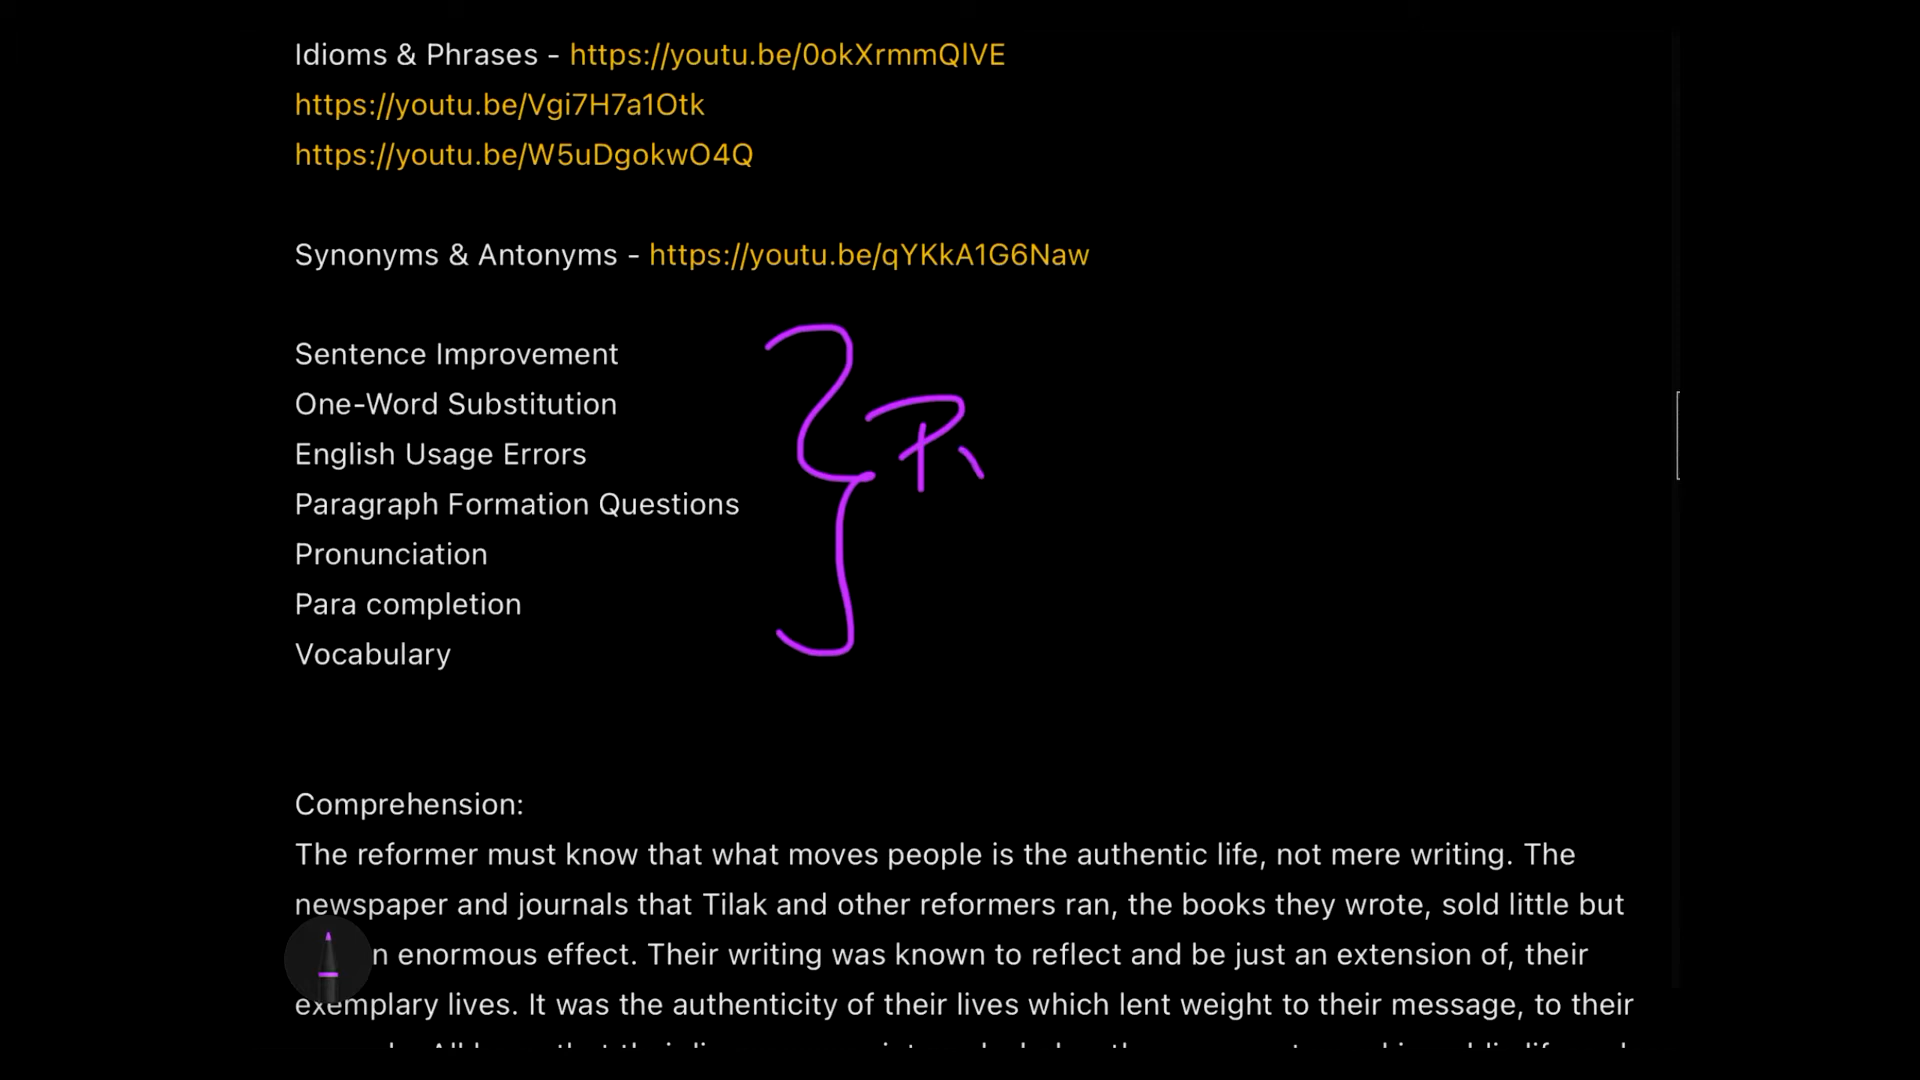 Idioms & Phrases - https://youtu.be/0okXrmmQlVE
https://youtu.be/Vgi7H7a1Otk
https://youtu.be/W5uDgokwO4Q
Synonyms & Antonyms - https://youtu.be/qYKkA1G6Naw
Sentence Improvement
One-Word Substitution
English Usage Errors
Paragraph Formation Questions
Pronunciation
Para completion
Vocabulary
Comprehension:
The reformer must know that what moves people is the authentic life, not mere writing. The
newspaper and journals that Tilak and other reformers ran, the books they wrote, sold little but
enormous effect. Their writing was known to reflect and be just an extension of, their
exemplary lives. It was the authenticity of their lives which lent weight to their message, to their